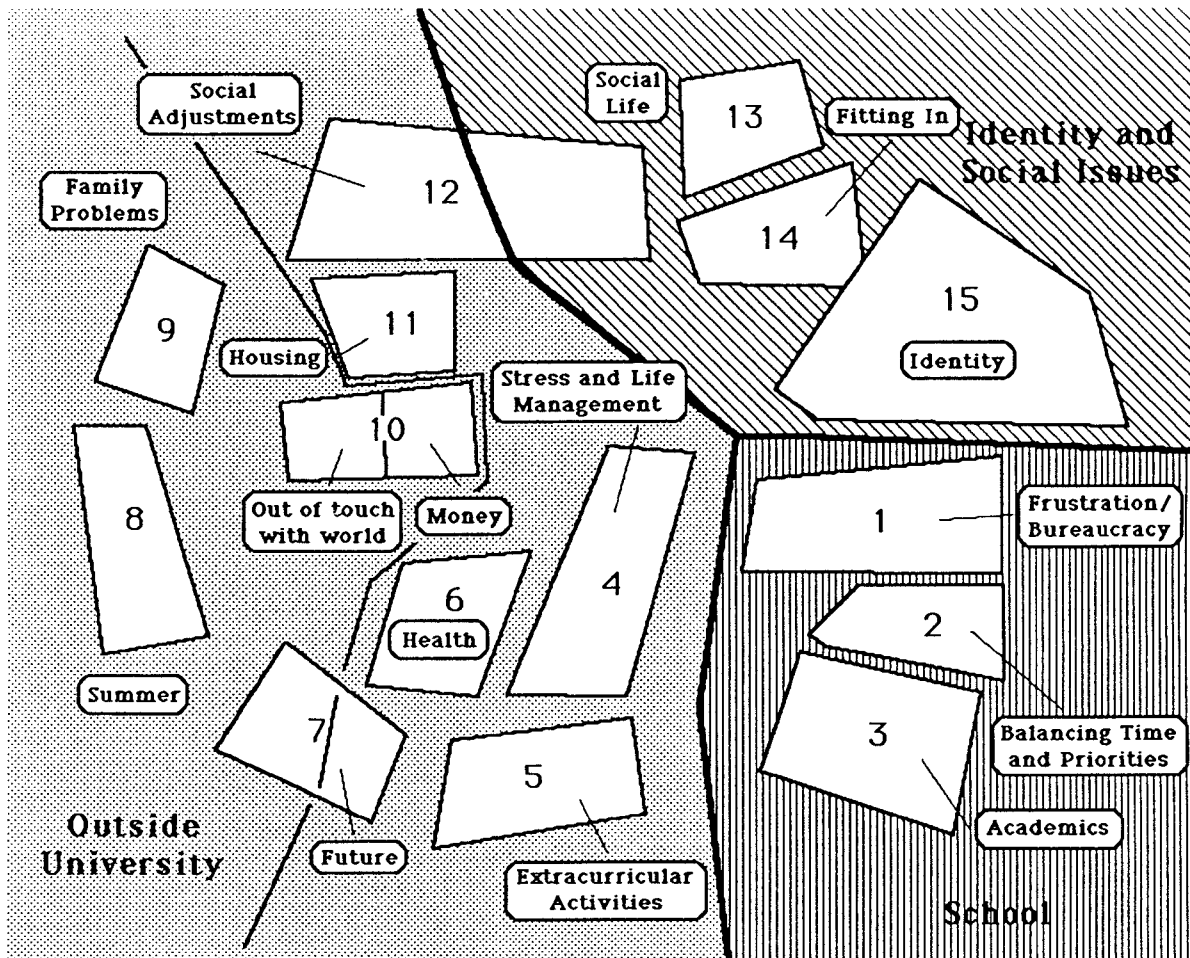 Social
Adjustments
Social
Life
13
Fitting In
Identity and
Social Issues
12
Family
Problems
14
15
Identity
9
11
Housing
Stress and Life
Management
10
Out of touch
with world
Money
8
1
Frustration/
Bureaucracy
4
6
Health
2
Summer
7
3
Balancing Time
and Priorities
5
Outside
University
Future
Academics
Extracurricular
Activities
School